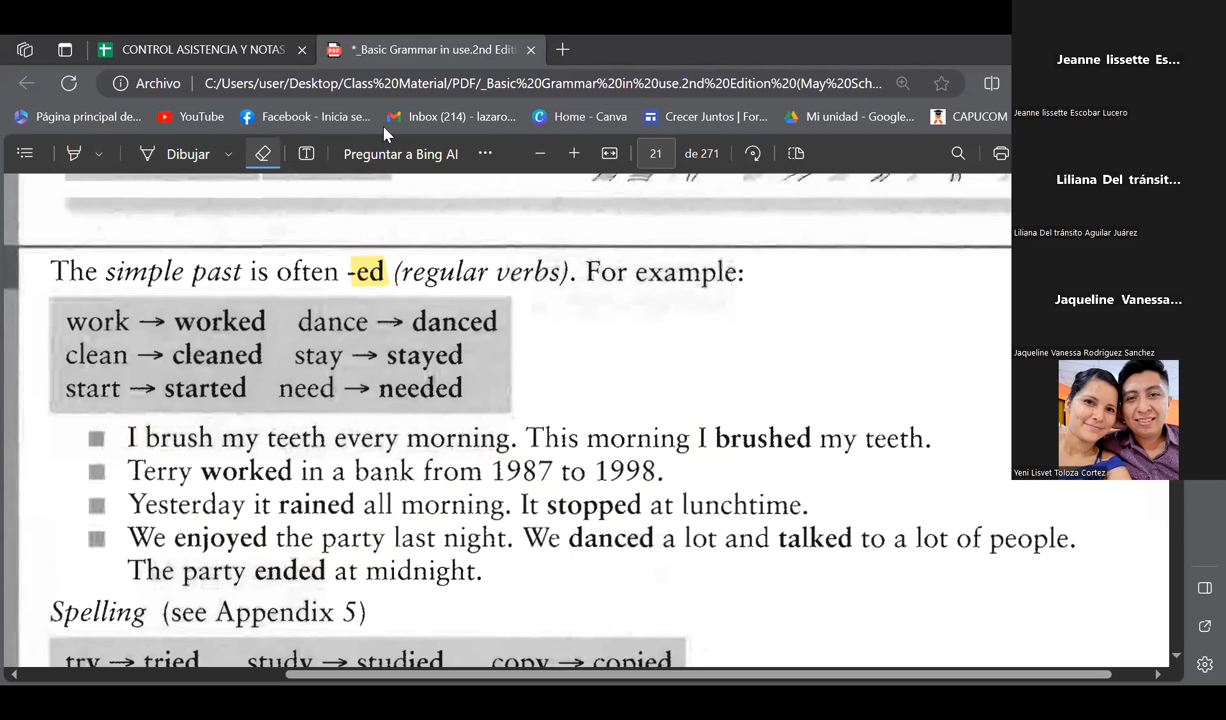 CONTROL ASISTENCIA Y NOTAS
*_Basic Grammar in use.2nd Editi
Archivo
C:/Users/user/Desktop/Class%20Material/PDF/_Basic%20Grammar%20in%20use.2nd%20Edition%20(May%20Sch...
Página principal de...
YouTube
Facebook - Inicia se...
Inbox (214) - lazaro...
Home - Canva
Crecer Juntos | For...
Mi unidad - Google...
CAPUCOM
Dibujar
Preguntar a Bing AI
21
de 271
The simple past is often -ed (regular verbs). For example:
work → worked dance → danced
clean → cleaned stay → stayed
start → started need → needed
I brush my teeth every morning. This morning I brushed my teeth.
Terry worked in a bank from 1987 to 1998.
Yesterday it rained all morning. It stopped at lunchtime.
We enjoyed the party last night. We danced a lot and talked to a lot of people.
The party ended at midnight.
Spelling (see Appendix 5)
try → tried study → studied copy → copied
Jeanne lissette Es...
Jeanne lissette Escobar Lucero
Liliana Del tránsit...
Liliana Del tránsito Aguilar Juárez
Jaqueline Vanessa...
Jaqueline Vanessa Rodriguez Sanchez
Yeni Lisvet Toloza Cortez